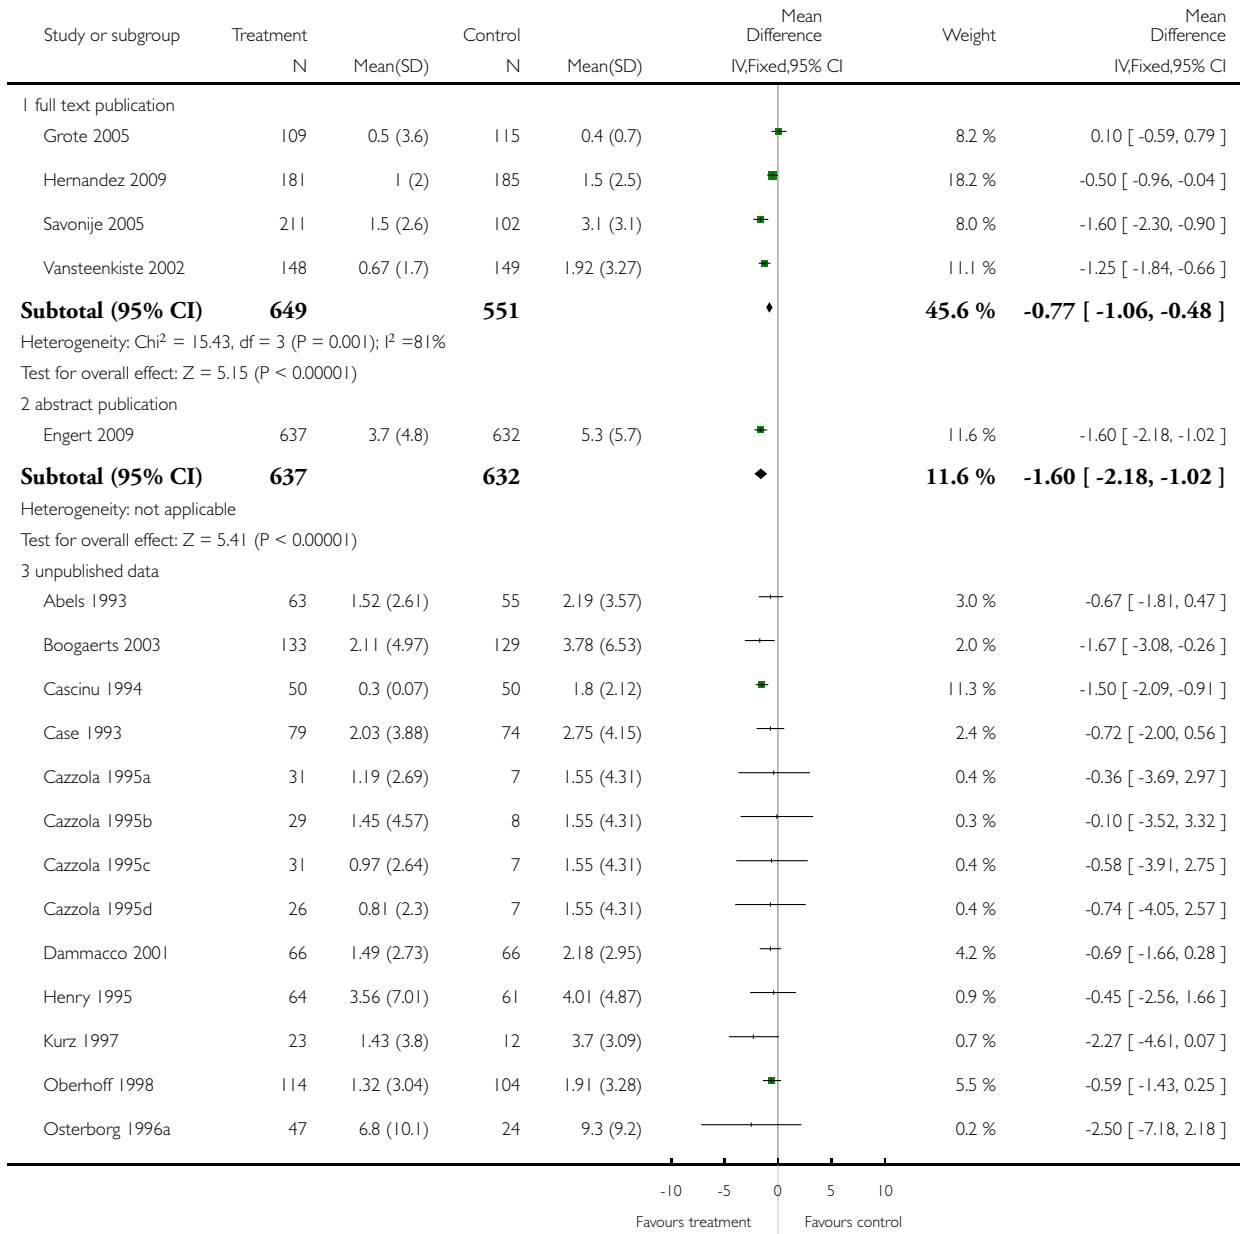 Study or subgroup Treatment Control Mean Difference Weight Mean Difference
N Mean(SD) N Mean(SD) IV,Fixed,95% CI IV,Fixed,95% CI
1 full text publication
Grote 2005 109 0.5 (3.6) 115 0.4 (0.7) 8.2 % 0.10 [ -0.59, 0.79 ]
Hernandez 2009 181 1 (2) 185 1.5 (2.5) 18.2 % -0.50 [ -0.96, -0.04 ]
Savonije 2005 211 1.5 (2.6) 102 3.1 (3.1) 8.0 % -1.60 [ -2.30, -0.90 ]
Vansteenkiste 2002 148 0.67 (1.7) 149 1.92 (3.27) 11.1 % -1.25 [ -1.84, -0.66 ]
Subtotal (95% CI) 649 551 45.6 % -0.77 [ -1.06, -0.48 ]
Heterogeneity: Chi² = 15.43, df = 3 (P = 0.001); I² =81%
Test for overall effect: Z = 5.15 (P < 0.00001)
2 abstract publication
Engert 2009 637 3.7 (4.8) 632 5.3 (5.7) 11.6 % -1.60 [ -2.18, -1.02 ]
Subtotal (95% CI) 637 632 11.6 % -1.60 [ -2.18, -1.02 ]
Heterogeneity: not applicable
Test for overall effect: Z = 5.41 (P < 0.00001)
3 unpublished data
Abels 1993 63 1.52 (2.61) 55 2.19 (3.57) 3.0 % -0.67 [ -1.81, 0.47 ]
Boogaerts 2003 133 2.11 (4.97) 129 3.78 (6.53) 2.0 % -1.67 [ -3.08, -0.26 ]
Cascinu 1994 50 0.3 (0.07) 50 1.8 (2.12) 11.3 % -1.50 [ -2.09, -0.91 ]
Case 1993 79 2.03 (3.88) 74 2.75 (4.15) 2.4 % -0.72 [ -2.00, 0.56 ]
Cazzola 1995a 31 1.19 (2.69) 7 1.55 (4.31) 0.4 % -0.36 [ -3.69, 2.97 ]
Cazzola 1995b 29 1.45 (4.57) 8 1.55 (4.31) 0.3 % -0.10 [ -3.52, 3.32 ]
Cazzola 1995c 31 0.97 (2.64) 7 1.55 (4.31) 0.4 % -0.58 [ -3.91, 2.75 ]
Cazzola 1995d 26 0.81 (2.3) 7 1.55 (4.31) 0.4 % -0.74 [ -4.05, 2.57 ]
Dammacco 2001 66 1.49 (2.73) 66 2.18 (2.95) 4.2 % -0.69 [ -1.66, 0.28 ]
Henry 1995 64 3.56 (7.01) 61 4.01 (4.87) 0.9 % -0.45 [ -2.56, 1.66 ]
Kurz 1997 23 1.43 (3.8) 12 3.7 (3.09) 0.7 % -2.27 [ -4.61, 0.07 ]
Oberhoff 1998 114 1.32 (3.04) 104 1.91 (3.28) 5.5 % -0.59 [ -1.43, 0.25 ]
Osterborg 1996a 47 6.8 (10.1) 24 9.3 (9.2) 0.2 % -2.50 [ -7.18, 2.18 ]
-10 -5 0 5 10
Favours treatment Favours control